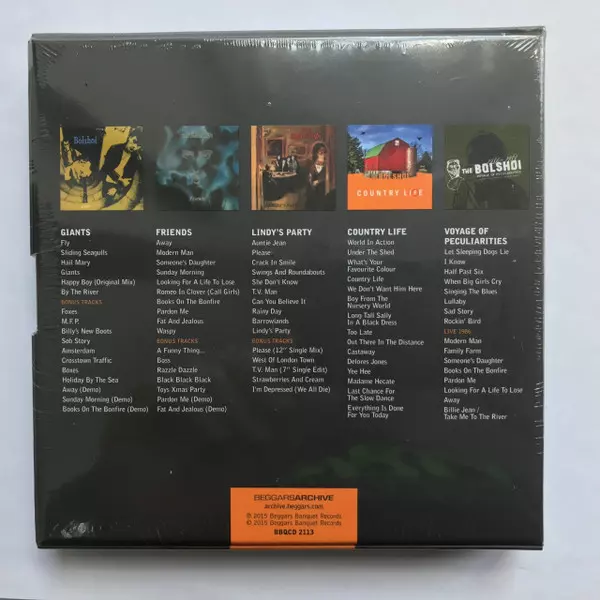 Bolshoi
COUNTRY LIFE
THE BOLSHOI
GIANTS
Fly
Sliding Seagulls
Hail Mary
Giants
Happy Boy (Original Mix)
By The River
BONUS TRACKS
Foxes
M.F.P.
Billy's New Boots
Sob Story
Amsterdam
Crosstown Traffic
Boxes
Holiday By The Sea
Away (Demo)
Sunday Morning (Demo)
Books On The Bonfire (Demo)
FRIENDS
Away
Modern Man
Someone's Daughter
Sunday Morning
Looking For A Life To Lose
Romeo In Clover (Call Girls)
Books On The Bonfire
Pardon Me
Fat And Jealous
Waspy
BONUS TRACKS
A Funny Thing...
Boss
Razzle Dazzle
Black Black Black
Toys Xmas Party
Pardon Me (Demo)
Fat And Jealous (Demo)
LINDY'S PARTY
Auntie Jean
Please
Crack In Smile
Swings And Roundabouts
She Don't Know
T.V. Man
Can You Believe It
Rainy Day
Barrowlands
Lindy's Party
BONUS TRACKS
Please (12" Single Mix)
West Of London Town
T.V. Man (7" Single Edit)
Strawberries And Cream
I'm Depressed (We All Die)
COUNTRY LIFE
World In Action
Under The Shed
What's Your
Favourite Colour
Country Life
We Don't Want Him Here
Boy From The
Nursery World
Long Tall Sally
In A Black Dress
Too Late
Out There In The Distance
Castaway
Delores Jones
Yee Hee
Madame Hecate
Last Chance For
The Slow Dance
Everything Is Done
For You Today
VOYAGE OF
PECULIARITIES
Let Sleeping Dogs Lie
I Know
Half Past Six
When Big Girls Cry
Singing The Blues
Lullaby
Sad Story
Rockin' Bird
LIVE 1986
Modern Man
Family Farm
Someone's Daughter
Books On The Bonfire
Pardon Me
Looking For A Life To Lose
Away
Billie Jean /
Take Me To The River
BEGGARSARCHIVE
archive.beggars.com
℗ 2015 Beggars Banquet Records
© 2015 Beggars Banquet Records
BBQCD 2113